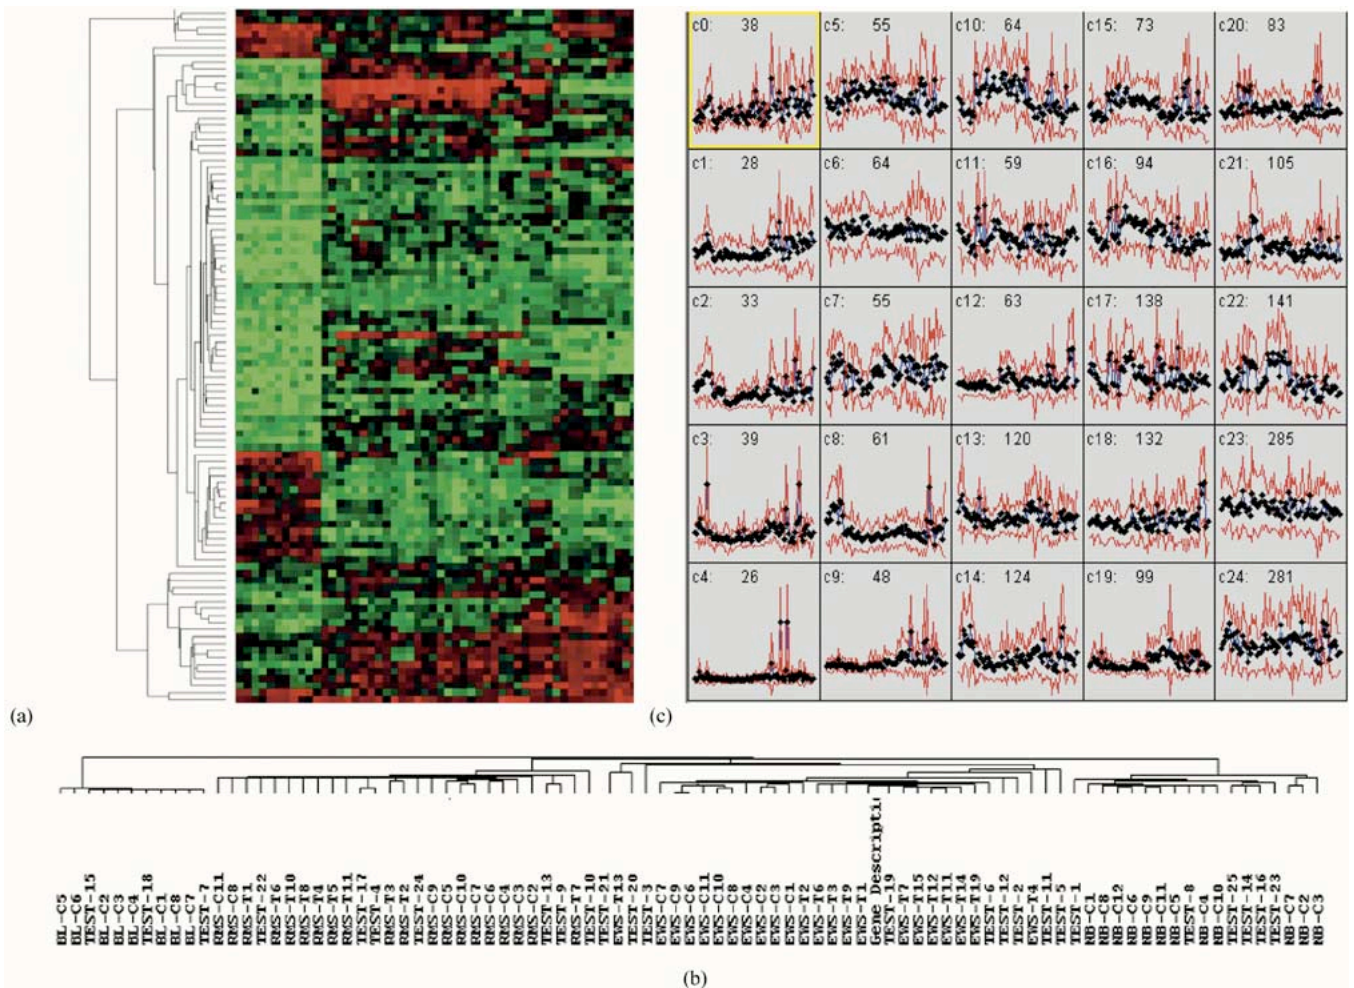 c0: 38
c5: 55
c10: 64
c15: 73
c20: 83
c1: 28
c6: 64
c11: 59
c16: 94
c21: 105
c2: 33
c7: 55
c12: 63
c17: 138
c22: 141
c3: 39
c8: 61
c13: 120
c18: 132
c23: 285
c4: 26
c9: 48
c14: 124
c19: 99
c24: 281
(a)
(c)
BL-C5
BL-C6
TEST-15
BL-C2
BL-C3
BL-C4
TEST-18
BL-C1
BL-C8
BL-C7
TEST-7
RMS-C11
RMS-C8
RMS-T1
TEST-22
RMS-T6
RMS-T10
RMS-T8
RMS-T4
RMS-T5
RMS-T11
TEST-17
TEST-4
RMS-T3
RMS-T2
TEST-24
RMS-C9
RMS-C5
RMS-C10
RMS-C7
RMS-C6
RMS-C4
RMS-C3
RMS-C2
TEST-13
TEST-9
RMS-T7
TEST-10
TEST-21
EWS-T13
TEST-20
TEST-3
EWS-C7
EWS-C9
EWS-C6
EWS-C11
EWS-C10
EWS-C8
EWS-C4
EWS-C2
EWS-C3
EWS-C1
EWS-T2
EWS-T6
EWS-T3
EWS-T9
EWS-T1
Gene Descripti
TEST-19
EWS-T7
EWS-T15
EWS-T12
EWS-T11
EWS-T14
EWS-T19
TEST-6
TEST-12
TEST-2
EWS-T4
TEST-11
TEST-5
TEST-1
NB-C1
NB-C8
NB-C12
NB-C6
NB-C9
NB-C11
NB-C5
TEST-8
NB-C4
NB-C10
TEST-25
TEST-14
TEST-16
TEST-23
NB-C7
NB-C2
NB-C3
(b)